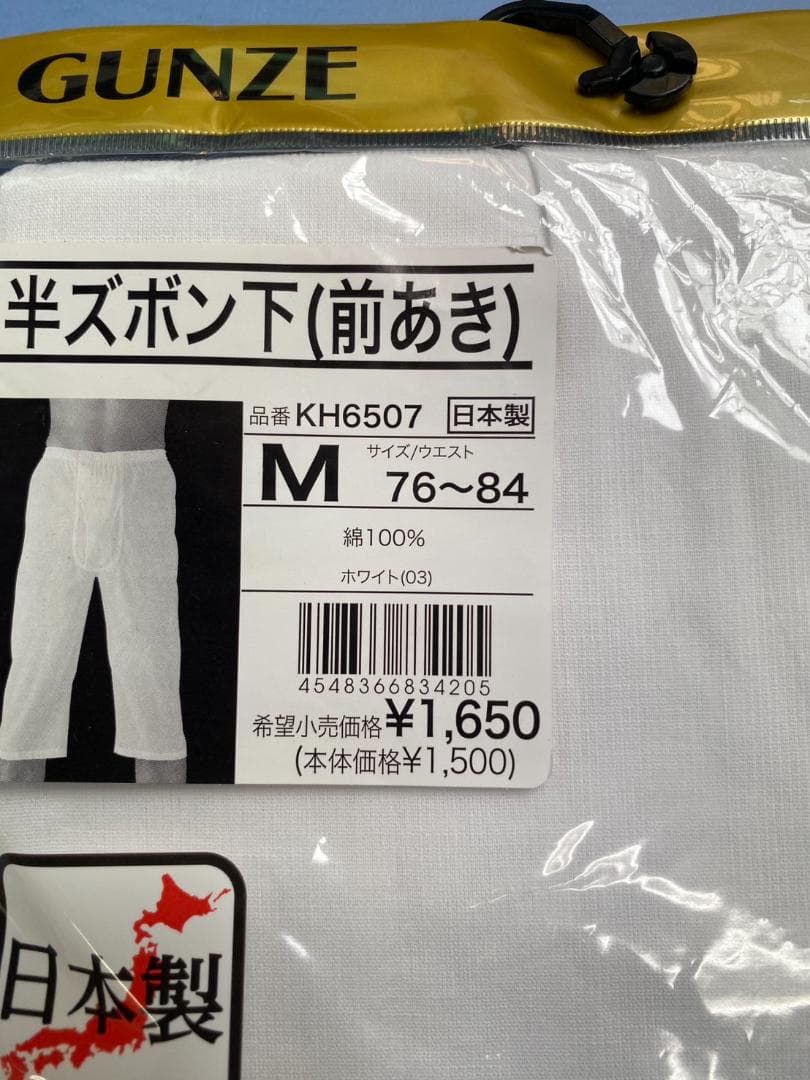 GUNZE
半ズボン下(前あき)
品番 KH6507 日本製
サイズ/ウエスト
M 76〜84
綿100%
ホワイト(03)
4548366834205
希望小売価格¥1,650
(本体価格¥1,500)
日本製